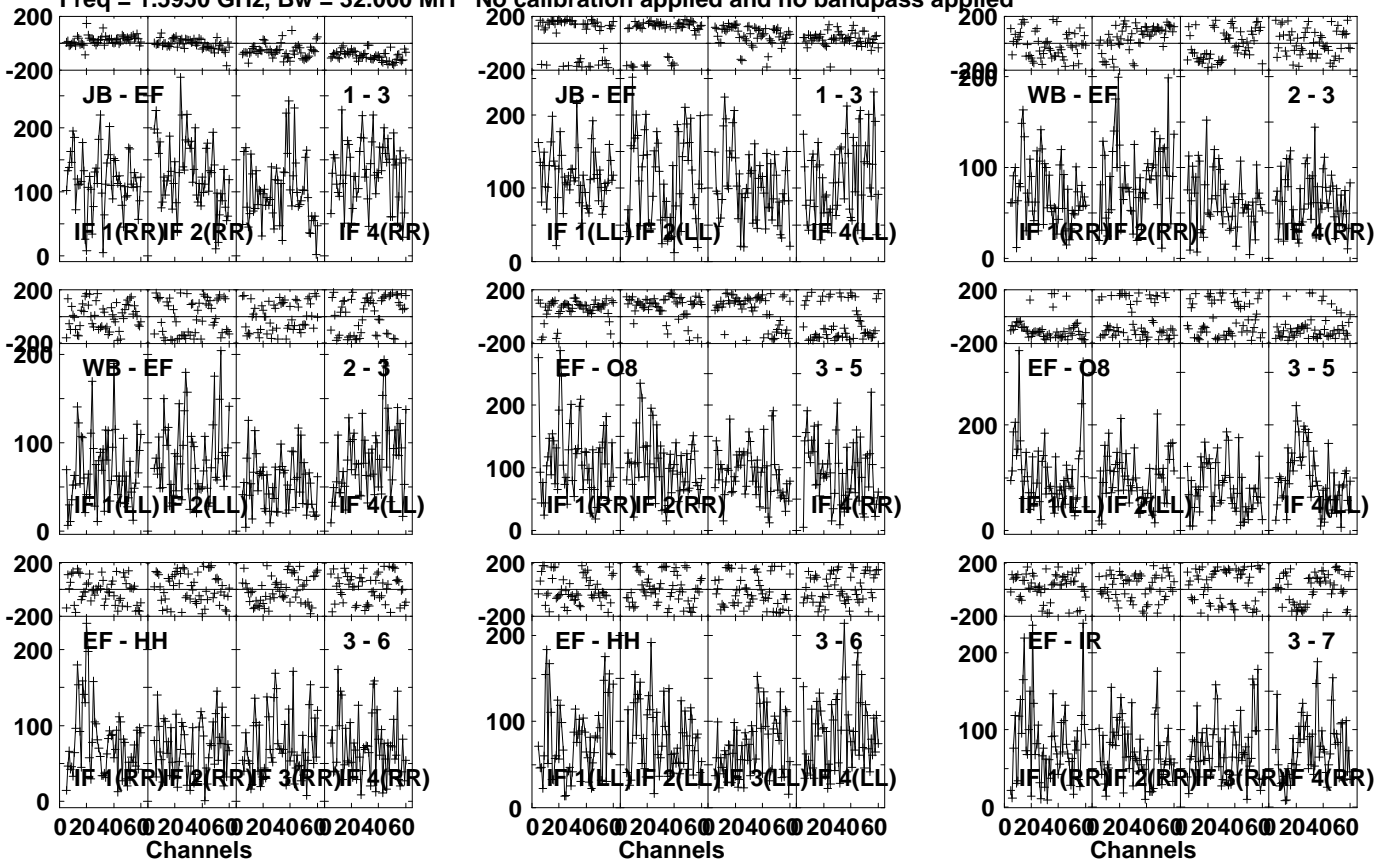 Freq = 1.5950 GHz, Bw = 32.000 MH No calibration applied and no bandpass applied
200
-200
JB - EF 1 - 3
200
100
0
IF 1(RR) IF 2(RR) IF 4(RR)
200
-200
JB - EF 1 - 3
200
100
0
IF 1(LL) IF 2(LL) IF 4(LL)
200
-200
200
WB - EF 2 - 3
100
0
IF 1(RR) IF 2(RR) IF 4(RR)
200
-200
200
WB - EF 2 - 3
100
0
IF 1(LL) IF 2(LL) IF 4(LL)
200
-200
EF - O8 3 - 5
200
100
0
IF 1(RR) IF 2(RR) IF 4(RR)
200
-200
EF - O8 3 - 5
200
0
IF 1(LL) IF 2(LL) IF 4(LL)
200
-200
EF - HH 3 - 6
200
100
0
IF 1(RR) IF 2(RR) IF 3(RR) IF 4(RR)
0 20 40 60 0 20 40 60 0 20 40 60 0 20 40 60
Channels
200
-200
EF - HH 3 - 6
200
100
0
IF 1(LL) IF 2(LL) IF 3(LL) IF 4(LL)
0 20 40 60 0 20 40 60 0 20 40 60 0 20 40 60
Channels
200
-200
EF - IR 3 - 7
200
100
0
IF 1(RR) IF 2(RR) IF 3(RR) IF 4(RR)
0 20 40 60 0 20 40 60 0 20 40 60 0 20 40 60
Channels